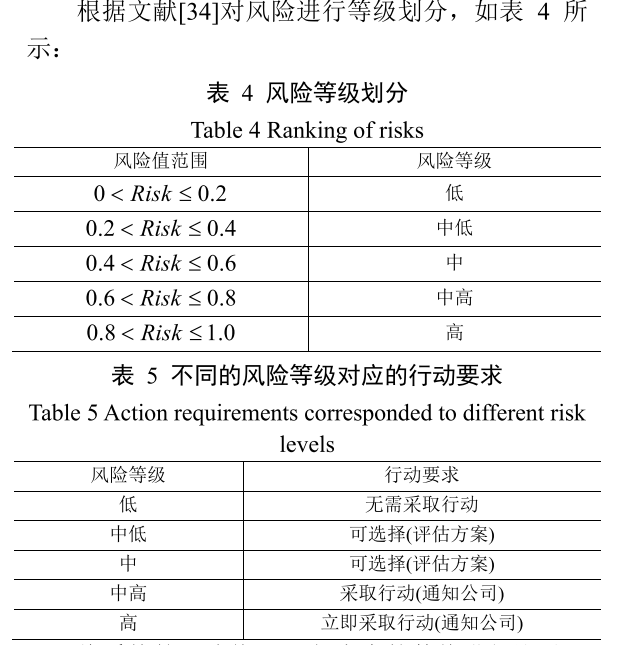 根据文献[34]对风险进行等级划分，如表 4 所
示：
表 4 风险等级划分
Table 4 Ranking of risks
风险值范围 风险等级
0 < Risk ≤ 0.2 低
0.2 < Risk ≤ 0.4 中低
0.4 < Risk ≤ 0.6 中
0.6 < Risk ≤ 0.8 中高
0.8 < Risk ≤ 1.0 高
表 5 不同的风险等级对应的行动要求
Table 5 Action requirements corresponded to different risk
levels
风险等级 行动要求
低 无需采取行动
中低 可选择(评估方案)
中 可选择(评估方案)
中高 采取行动(通知公司)
高 立即采取行动(通知公司)